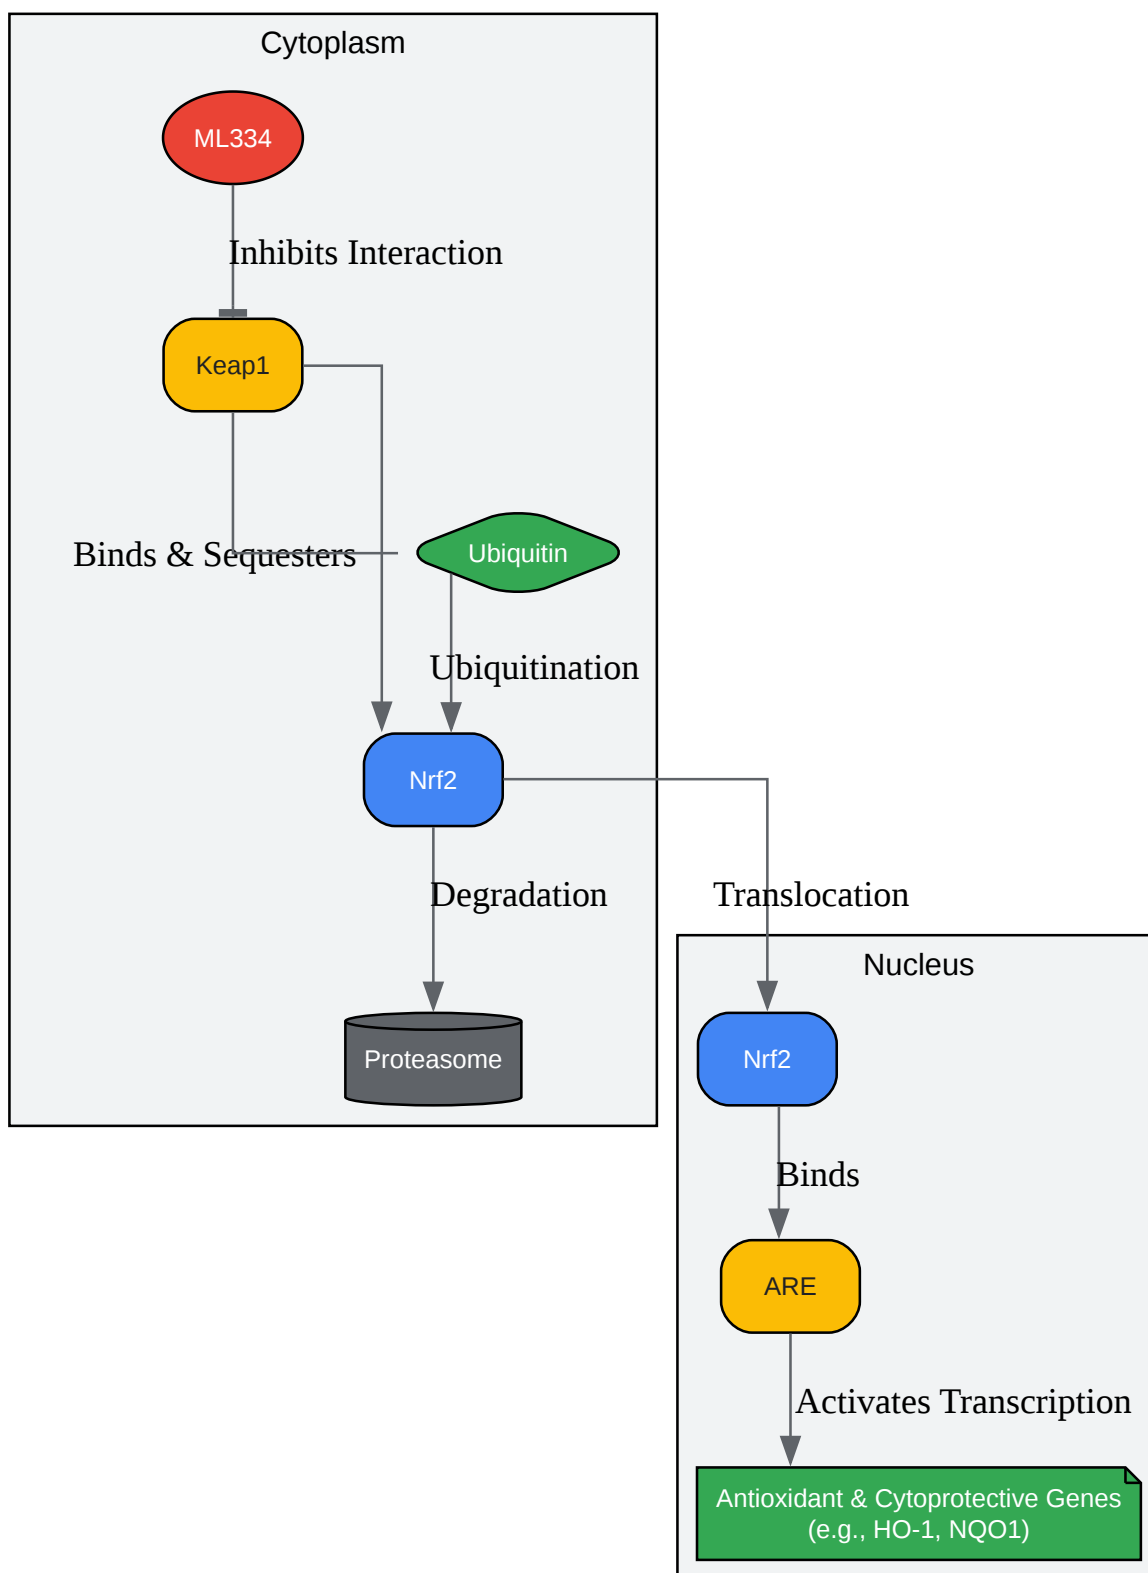 Cytoplasm
ML334
Inhibits Interaction
Keap1
Binds & Sequesters
Ubiquitin
Ubiquitination
Nrf2
Degradation
Translocation
Proteasome
Nucleus
Nrf2
Binds
ARE
Activates Transcription
Antioxidant & Cytoprotective Genes
(e.g., HO-1, NQO1)